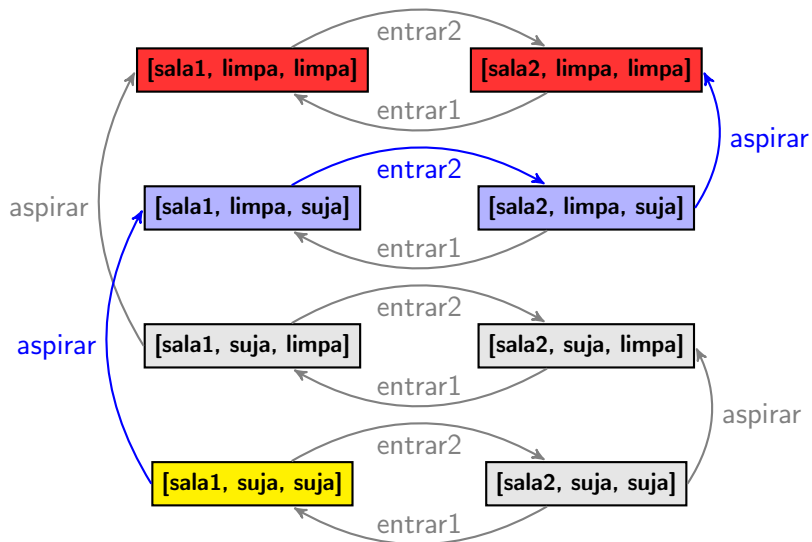 entrar2
[sala1, limpa, limpa]
[sala2, limpa, limpa]
entrar1
aspirar
entrar2
aspirar
[sala1, limpa, suja]
[sala2, limpa, suja]
entrar1
entrar2
aspirar
[sala1, suja, limpa]
[sala2, suja, limpa]
entrar1
aspirar
entrar2
[sala1, suja, suja]
[sala2, suja, suja]
entrar1